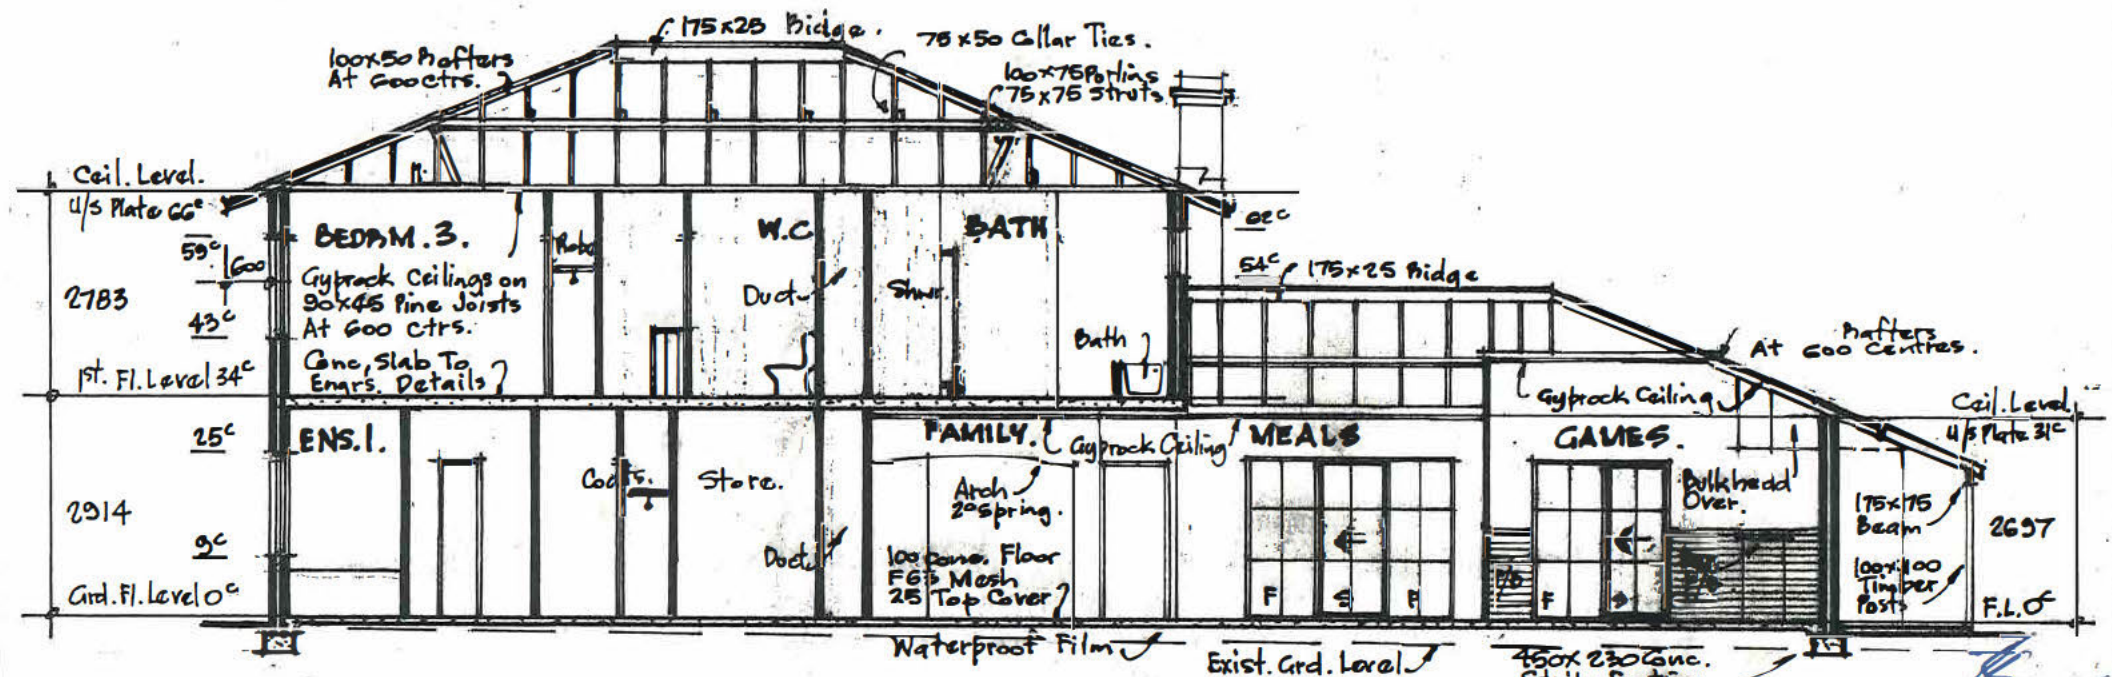 175x25 Ridge.
75x50 Collar Ties.
100x50 Rafters
At 600 ctrs.
100x75 Purlins
75x75 Struts
Ceil. Level.
U/S Plate 66c
BEDRM. 3.
W.C
BATH
62c
59c
600
Robe
54c
175x25 Ridge
Gyprock Ceilings on
90x45 Pine Joists
At 600 ctrs.
2783
Duct
Shwr.
43c
Bath
Rafters
At 600 Centres.
Conc. Slab To
Engrs. Details
1st. Fl. Level 34c
Gyprock Ceiling
Ceil. Level.
U/S Plate 31c
25c
ENS. 1.
FAMILY.
Gyprock Ceiling
MEALS
GAMES.
Coats.
Store.
Arch
2° Spring.
Bulkhead
Over.
175x75
Beam
2914
2697
9c
Duct
100 Conc. Floor
F63 Mesh
25 Top Cover
100x100
Timber
Posts
Grd. Fl. Level 0c
F
S
F
F/B
F
S
F.L. 0c
Waterproof Film
Exist. Grd. Level
450x230 Conc.